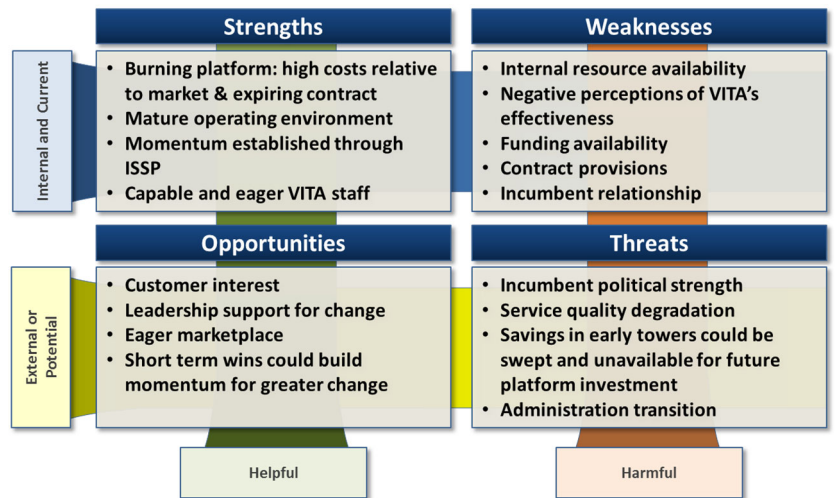 Strengths
Weaknesses
Internal and Current
• Burning platform: high costs relative
to market & expiring contract
• Mature operating environment
• Momentum established through
ISSP
• Capable and eager VITA staff
• Internal resource availability
• Negative perceptions of VITA's
effectiveness
• Funding availability
• Contract provisions
• Incumbent relationship
Opportunities
Threats
External or
Potential
• Customer interest
• Leadership support for change
• Eager marketplace
• Short term wins could build
momentum for greater change
• Incumbent political strength
• Service quality degradation
• Savings in early towers could be
swept and unavailable for future
platform investment
• Administration transition
Helpful
Harmful